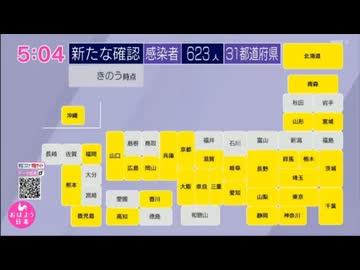 5:04 新たな確認 感染者 623人 31都道府県
きのう時点
北海道
青森
沖縄
秋田 岩手
山形 宮城
長崎 佐賀 福岡 山口 島根 鳥取 兵庫 京都 福井 石川 富山 新潟 福島
熊本 大分 広島 岡山 滋賀 岐阜 長野 群馬 栃木 茨城
宮崎 大阪 奈良 三重 愛知 埼玉
山梨 東京 千葉
鹿児島 愛媛 香川 高知 徳島 和歌山 静岡 神奈川
おはよう
日本